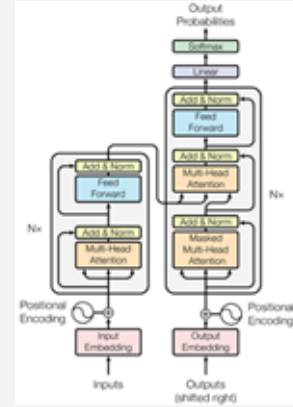 Output
Probabilities
Softmax
Linear
Add & Norm
Feed
Forward
Add & Norm
Multi-Head
Attention
Add & Norm
Masked
Multi-Head
Attention
Nx
Positional
Encoding
Output
Embedding
Outputs
(shifted right)
Add & Norm
Feed
Forward
Add & Norm
Multi-Head
Attention
Nx
Positional
Encoding
Input
Embedding
Inputs